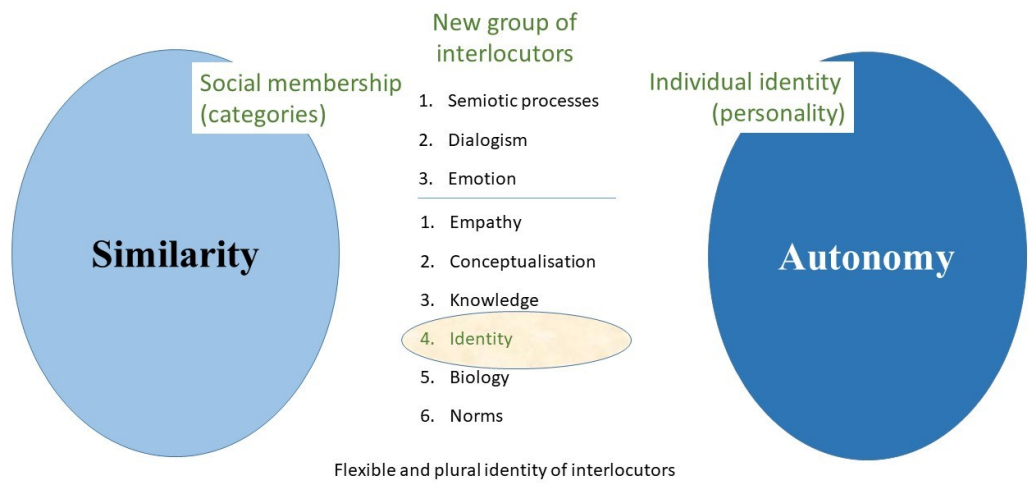 New group of
interlocutors
Social membership
(categories)
Similarity
1. Semiotic processes
2. Dialogism
3. Emotion
1. Empathy
2. Conceptualisation
3. Knowledge
4. Identity
5. Biology
6. Norms
Individual identity
(personality)
Autonomy
Flexible and plural identity of interlocutors